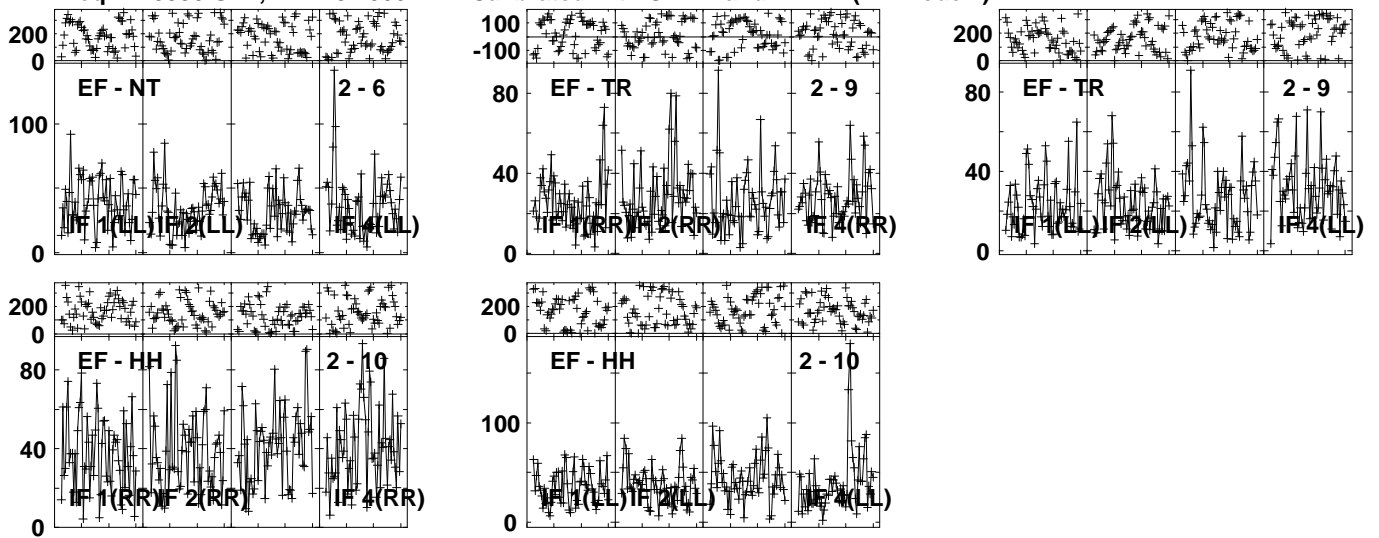 200
0
EF - NT
2 - 6
100
0
IF 1(LL)
IF 2(LL)
IF 4(LL)
100
-100
EF - TR
2 - 9
80
40
0
IF 1(RR)
IF 2(RR)
IF 4(RR)
200
0
EF - TR
2 - 9
80
40
0
IF 1(LL)
IF 2(LL)
IF 4(LL)
200
0
EF - HH
2 - 10
80
40
0
IF 1(RR)
IF 2(RR)
IF 4(RR)
200
0
EF - HH
2 - 10
100
0
IF 1(LL)
IF 2(LL)
IF 4(LL)